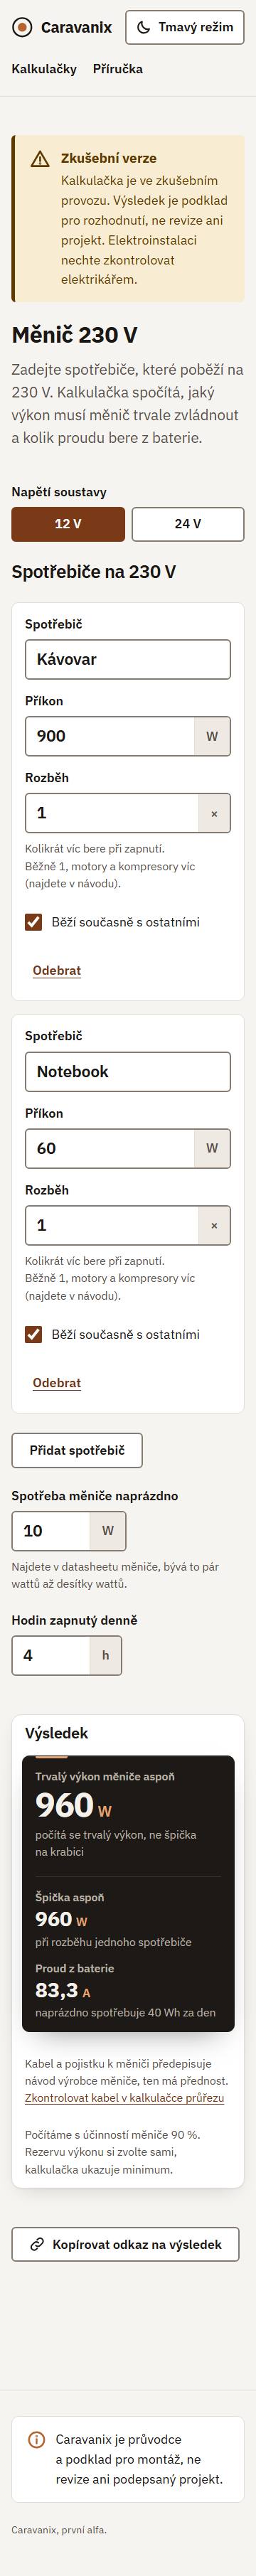 Caravanix
Tmavý režim
Kalkulačky Příručka
Zkušební verze
Kalkulačka je ve zkušebním
provozu. Výsledek je podklad
pro rozhodnutí, ne revize ani
projekt. Elektroinstalaci
nechte zkontrolovat
elektrikářem.
Měnič 230 V
Zadejte spotřebiče, které poběží na
230 V. Kalkulačka spočítá, jaký
výkon musí měnič trvale zvládnout
a kolik proudu bere z baterie.
Napětí soustavy
12 V 24 V
Spotřebiče na 230 V
Spotřebič
Kávovar
Příkon
900 W
Rozběh
1 ×
Kolikrát víc bere při zapnutí.
Běžně 1, motory a kompresory víc
(najdete v návodu).
Běží současně s ostatními
Odebrat
Spotřebič
Notebook
Příkon
60 W
Rozběh
1 ×
Kolikrát víc bere při zapnutí.
Běžně 1, motory a kompresory víc
(najdete v návodu).
Běží současně s ostatními
Odebrat
Přidat spotřebič
Spotřeba měniče naprázdno
10 W
Najdete v datasheetu měniče, bývá to pár
wattů až desítky wattů.
Hodin zapnutý denně
4 h
Výsledek
Trvalý výkon měniče aspoň
960 W
počítá se trvalý výkon, ne špička
na krabici
Špička aspoň
960 W
při rozběhu jednoho spotřebiče
Proud z baterie
83,3 A
naprázdno spotřebuje 40 Wh za den
Kabel a pojistku k měniči předepisuje
návod výrobce měniče, ten má přednost.
Zkontrolovat kabel v kalkulačce průřezu
Počítáme s účinností měniče 90 %.
Rezervu výkonu si zvolte sami,
kalkulačka ukazuje minimum.
Kopírovat odkaz na výsledek
Caravanix je průvodce
a podklad pro montáž, ne
revize ani podepsaný projekt.
Caravanix, první alfa.